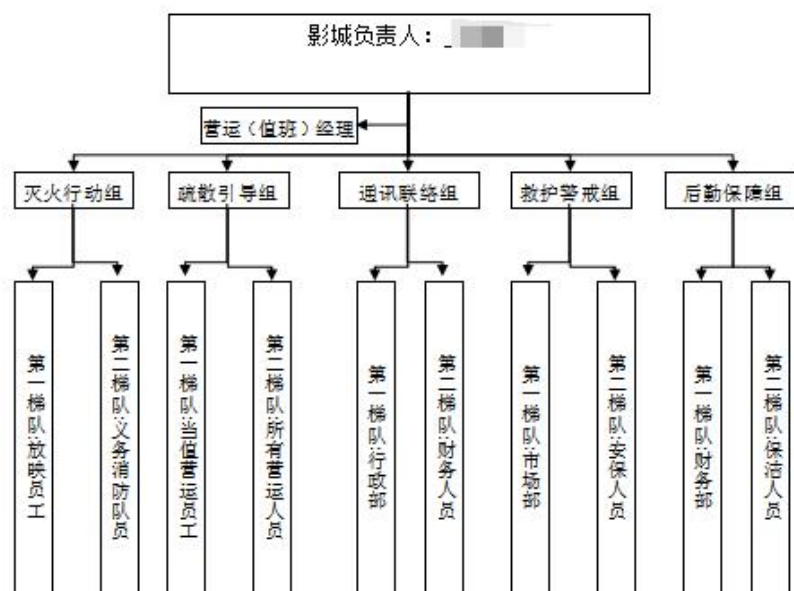 影城负责人：_
营运（值班）经理
灭火行动组
疏散引导组
通讯联络组
救护警戒组
后勤保障组
第一梯队:放映员工
第二梯队:义务消防队员
第一梯队:当值营运员工
第二梯队:所有营运人员
第一梯队:行政部
第二梯队:财务人员
第一梯队:市场部
第二梯队:安保人员
第一梯队:财务部
第二梯队:保洁人员